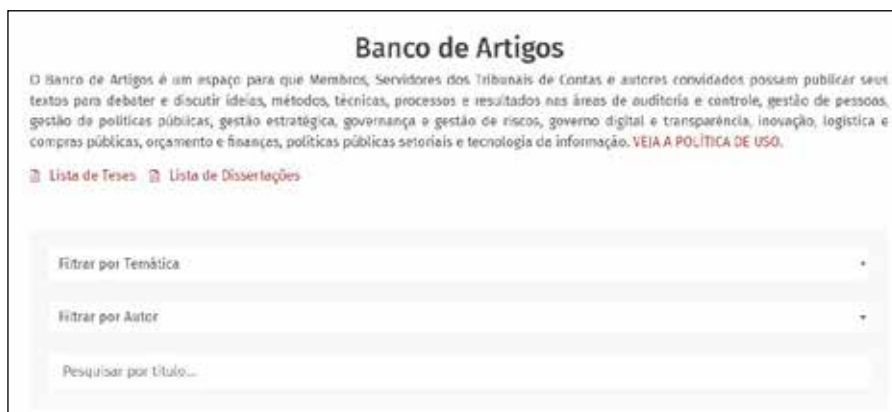 Banco de Artigos
O Banco de Artigos é um espaço para que Membros, Servidores dos Tribunais de Contas e autores convidados possam publicar seus
textos para debater e discutir ideias, métodos, técnicas, processos e resultados nas áreas de auditoria e controle, gestão de pessoas,
gestão de políticas públicas, gestão estratégica, governança e gestão de riscos, governo digital e transparência, inovação, logística e
compras públicas, orçamento e finanças, políticas públicas setoriais e tecnologia da informação. VEJA A POLÍTICA DE USO.
Lista de Teses Lista de Dissertações
Filtrar por Temática
Filtrar por Autor
Pesquisar por título...